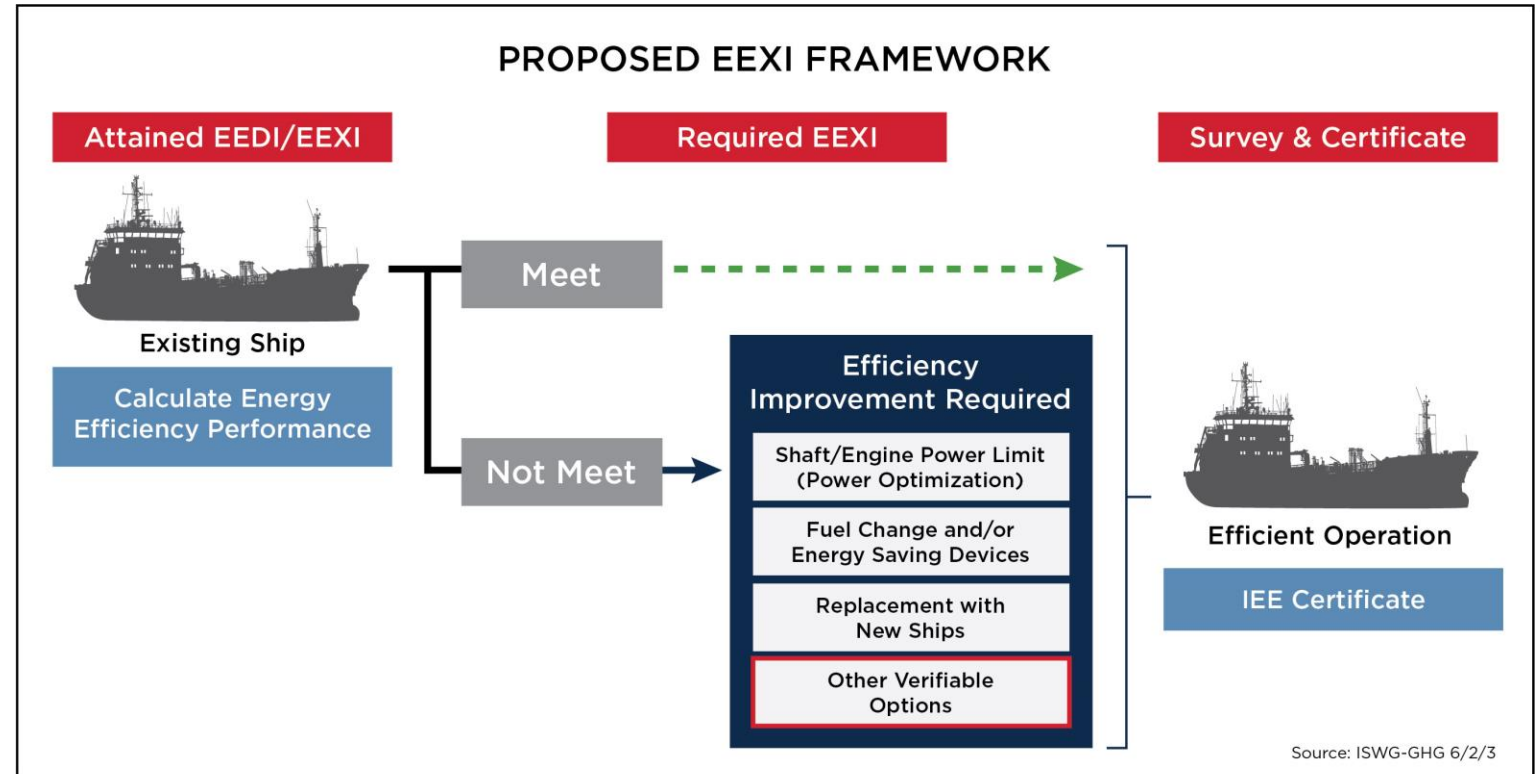 PROPOSED EEXI FRAMEWORK
Attained EEDI/EEXI
Required EEXI
Survey & Certificate
Existing Ship
Calculate Energy
Efficiency Performance
Meet
Not Meet
Efficiency
Improvement Required
Shaft/Engine Power Limit
(Power Optimization)
Fuel Change and/or
Energy Saving Devices
Replacement with
New Ships
Other Verifiable
Options
Efficient Operation
IEE Certificate
Source: ISWG-GHG 6/2/3